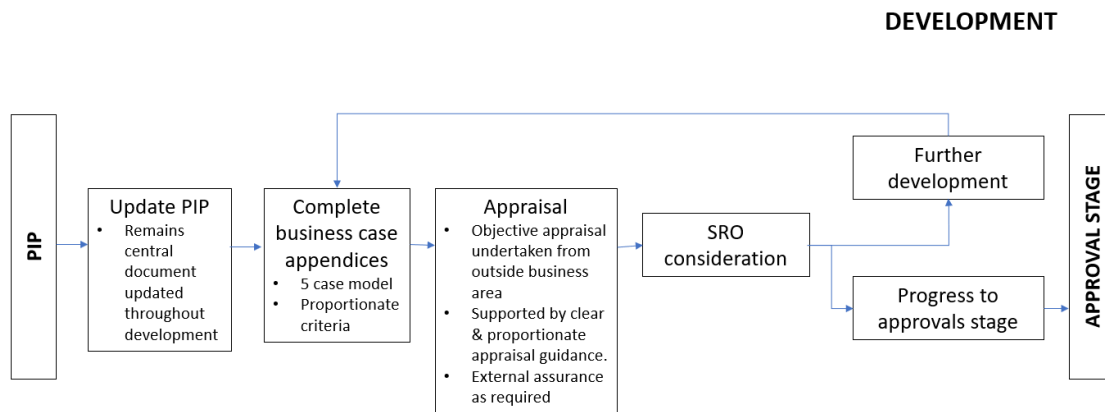 DEVELOPMENT
PIP
Update PIP
• Remains
central
document
updated
throughout
development
Complete
business case
appendices
• 5 case model
• Proportionate
criteria
Appraisal
• Objective appraisal
undertaken from
outside business
area
• Supported by clear
& proportionate
appraisal guidance.
• External assurance
as required
SRO
consideration
Further
development
Progress to
approvals stage
APPROVAL STAGE